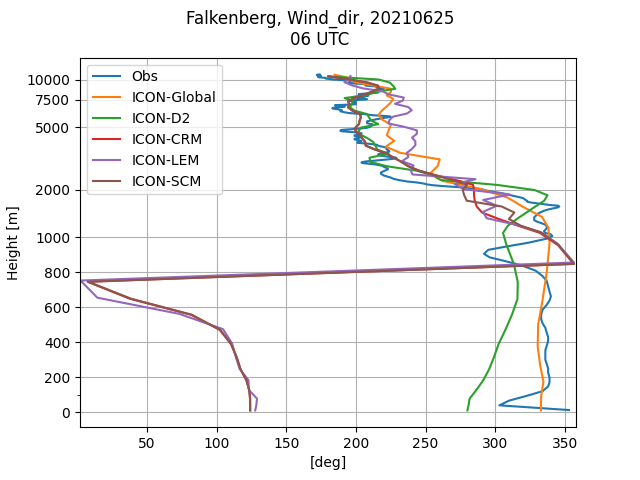 Falkenberg, Wind_dir, 20210625
06 UTC
Obs
ICON-Global
ICON-D2
ICON-CRM
ICON-LEM
ICON-SCM
Height [m]
10000
7500
5000
2000
1000
800
600
400
200
0
50 100 150 200 250 300 350
[deg]